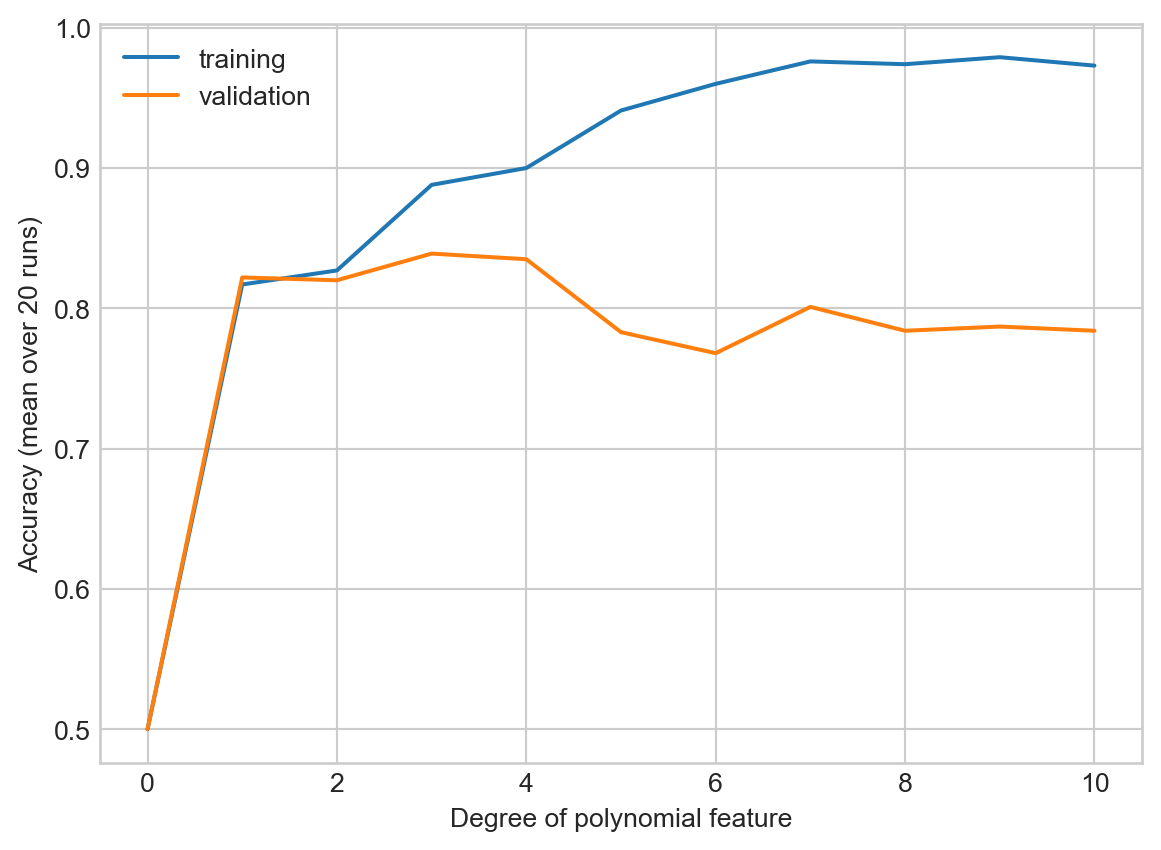 training
validation
1.0
0.9
0.8
0.7
0.6
0.5
Accuracy (mean over 20 runs)
0 2 4 6 8 10
Degree of polynomial feature